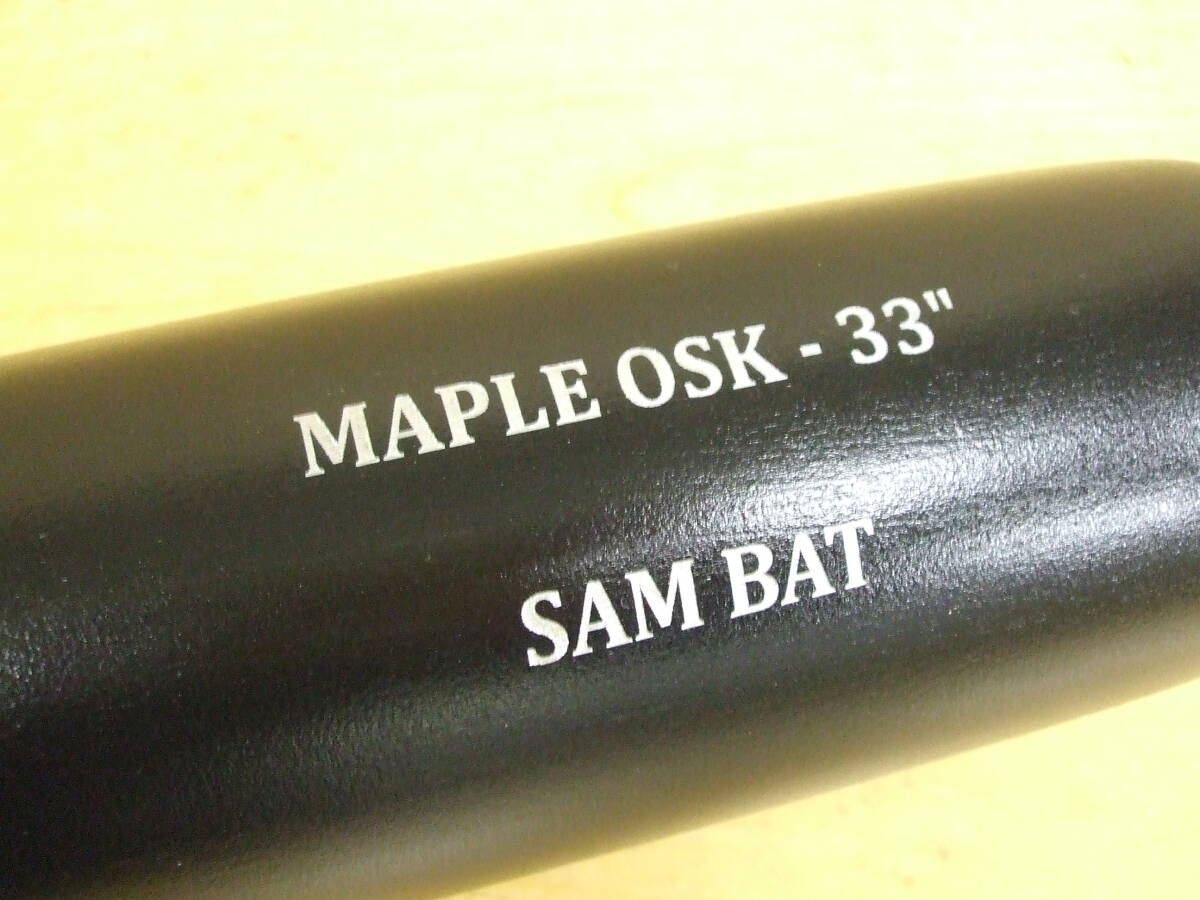 MAPLE OSK - 33"
SAM BAT